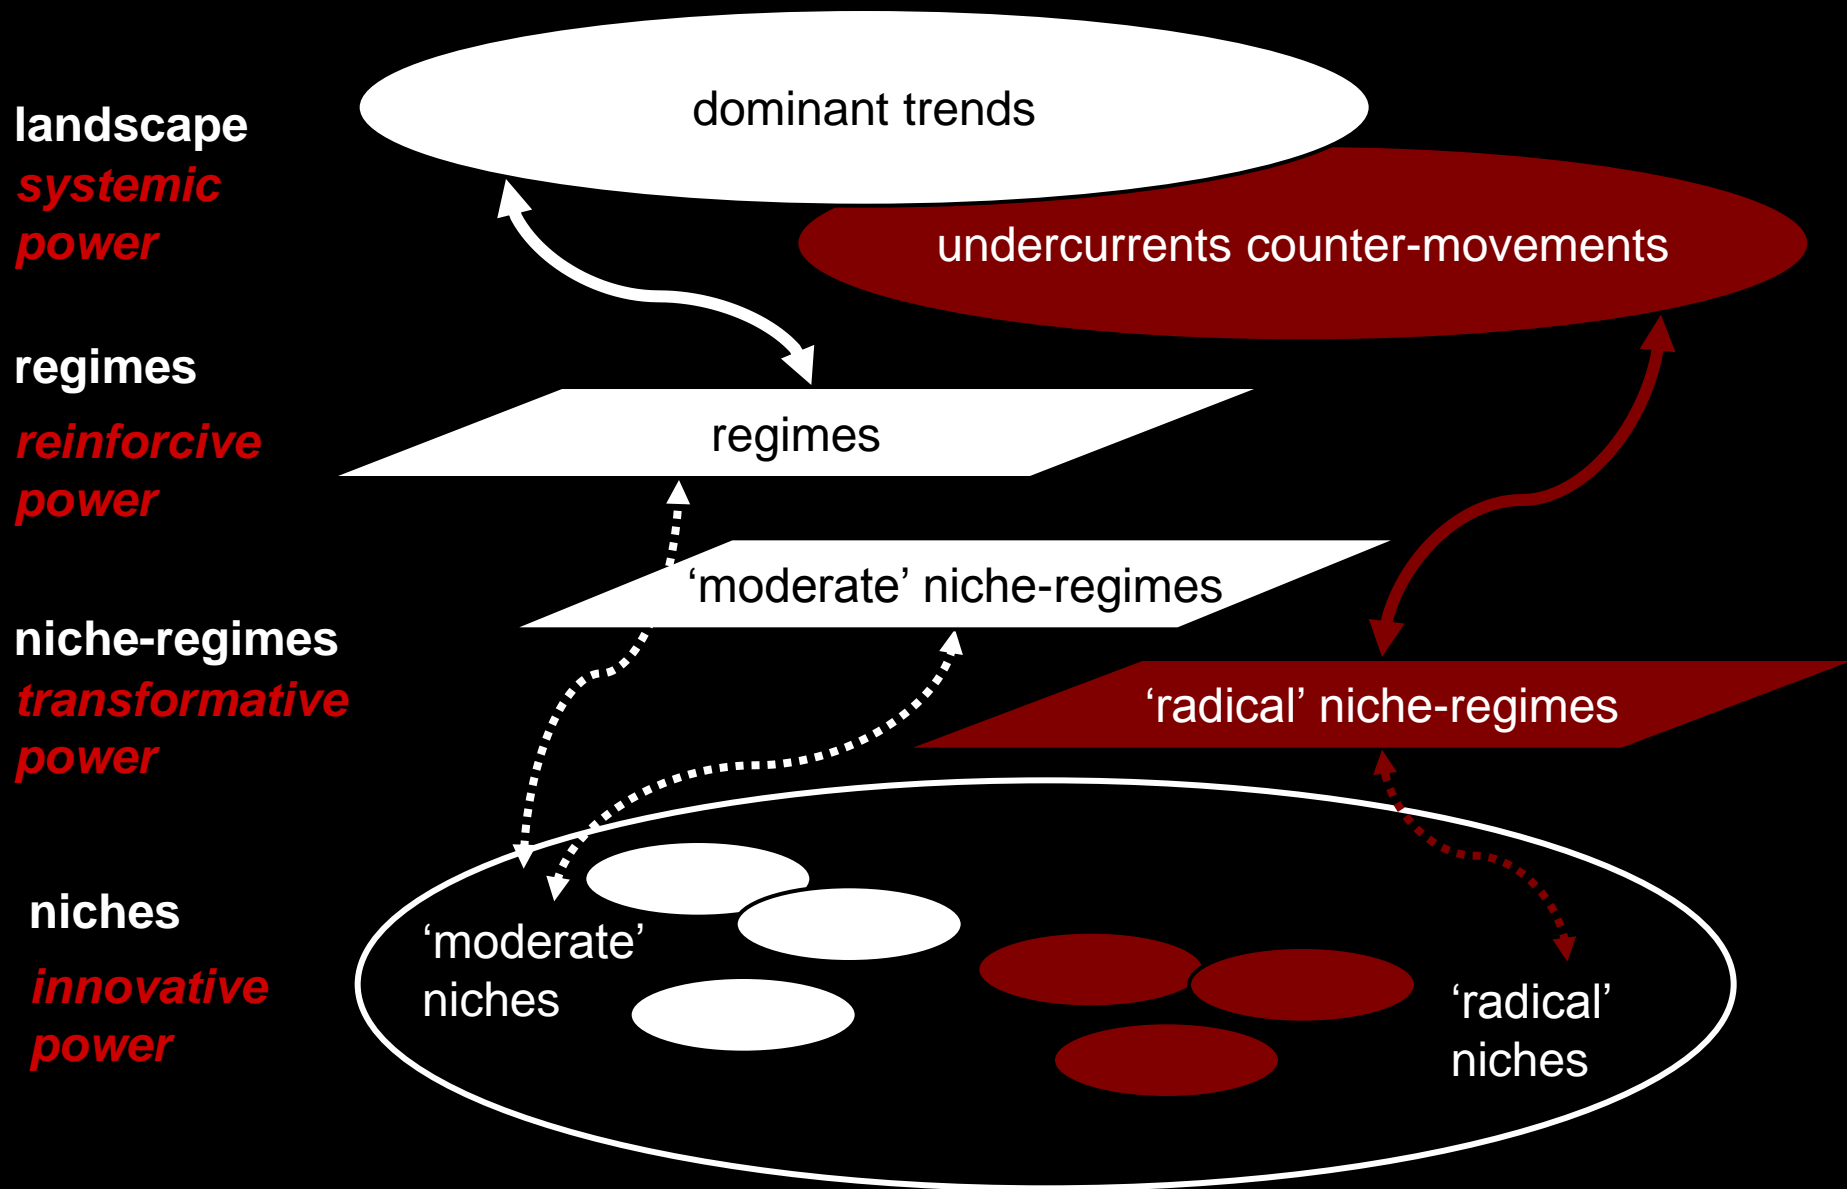 dominant trends
landscape
systemic
power
undercurrents counter-movements
regimes
reinforcive
power
regimes
‘moderate’ niche-regimes
niche-regimes
transformative
power
‘radical’ niche-regimes
niches
innovative
power
‘moderate’
niches
‘radical’
niches